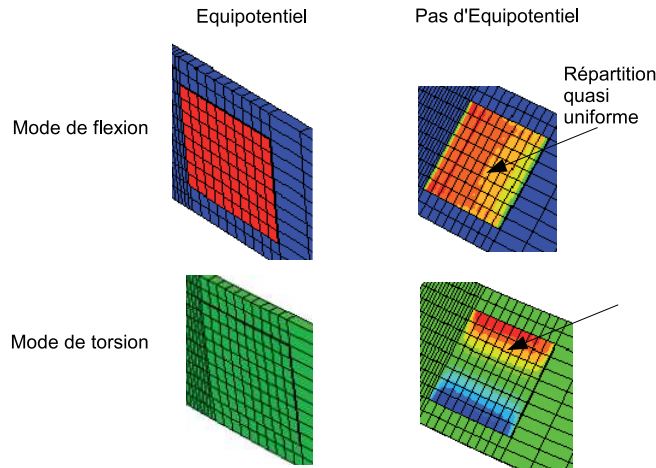 Equipotentiel
Pas d'Equipotentiel
Mode de flexion
Répartition
quasi
uniforme
Mode de torsion